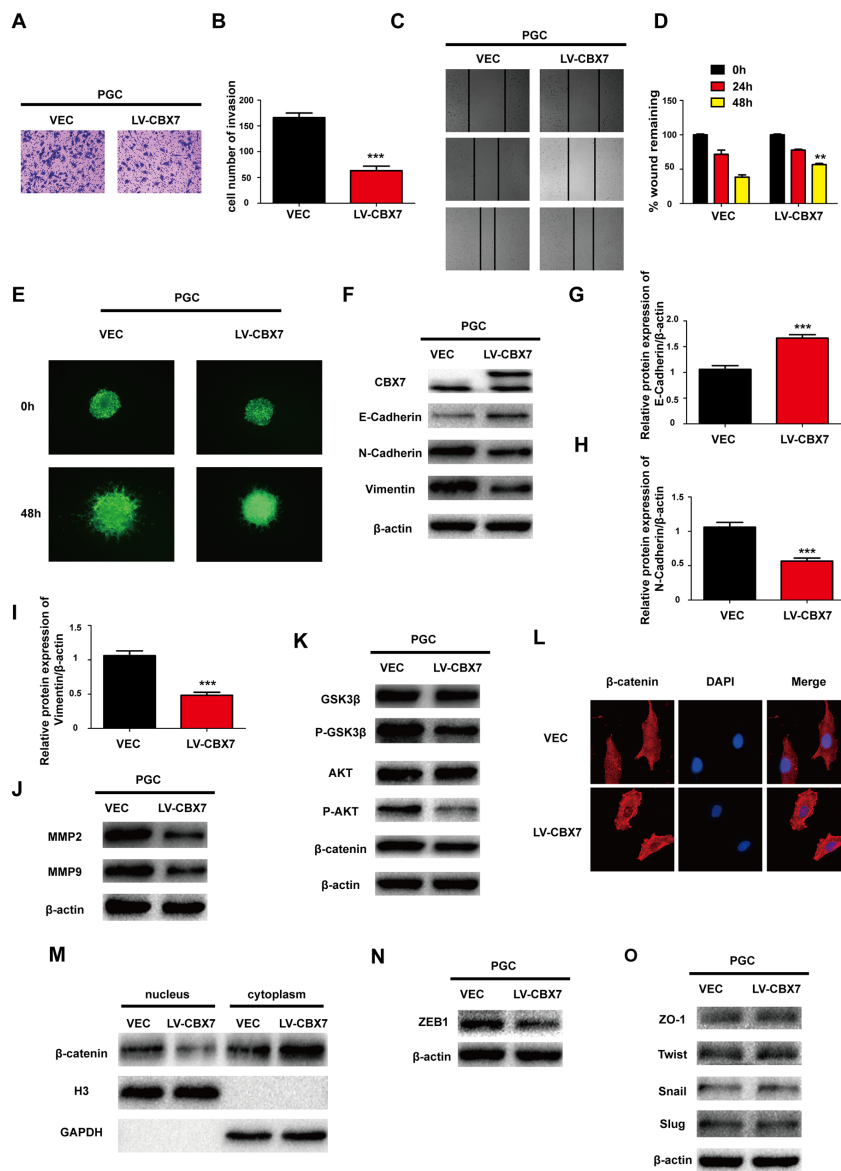 A
PGC
VEC LV-CBX7
B
cell number of invasion
200
150
100
50
0
***
VEC LV-CBX7
C
PGC
VEC LV-CBX7
D
0h
24h
48h
% wound remaining
150
100
50
0
**
VEC LV-CBX7
E
PGC
VEC LV-CBX7
0h
48h
F
PGC
VEC LV-CBX7
CBX7
E-Cadherin
N-Cadherin
Vimentin
β-actin
G
Relative protein expression of
E-Cadherin/β-actin
2.0
1.5
1
0.5
0
***
VEC LV-CBX7
H
Relative protein expression of
N-Cadherin/β-actin
1.5
1
0.5
0
***
VEC LV-CBX7
I
Relative protein expression of
Vimentin/β-actin
1.5
1
0.5
0
***
VEC LV-CBX7
J
PGC
VEC LV-CBX7
MMP2
MMP9
β-actin
K
PGC
VEC LV-CBX7
GSK3β
P-GSK3β
AKT
P-AKT
β-catenin
β-actin
L
β-catenin DAPI Merge
VEC
LV-CBX7
M
nucleus cytoplasm
VEC LV-CBX7 VEC LV-CBX7
β-catenin
H3
GAPDH
N
PGC
VEC LV-CBX7
ZEB1
β-actin
O
PGC
VEC LV-CBX7
ZO-1
Twist
Snail
Slug
β-actin